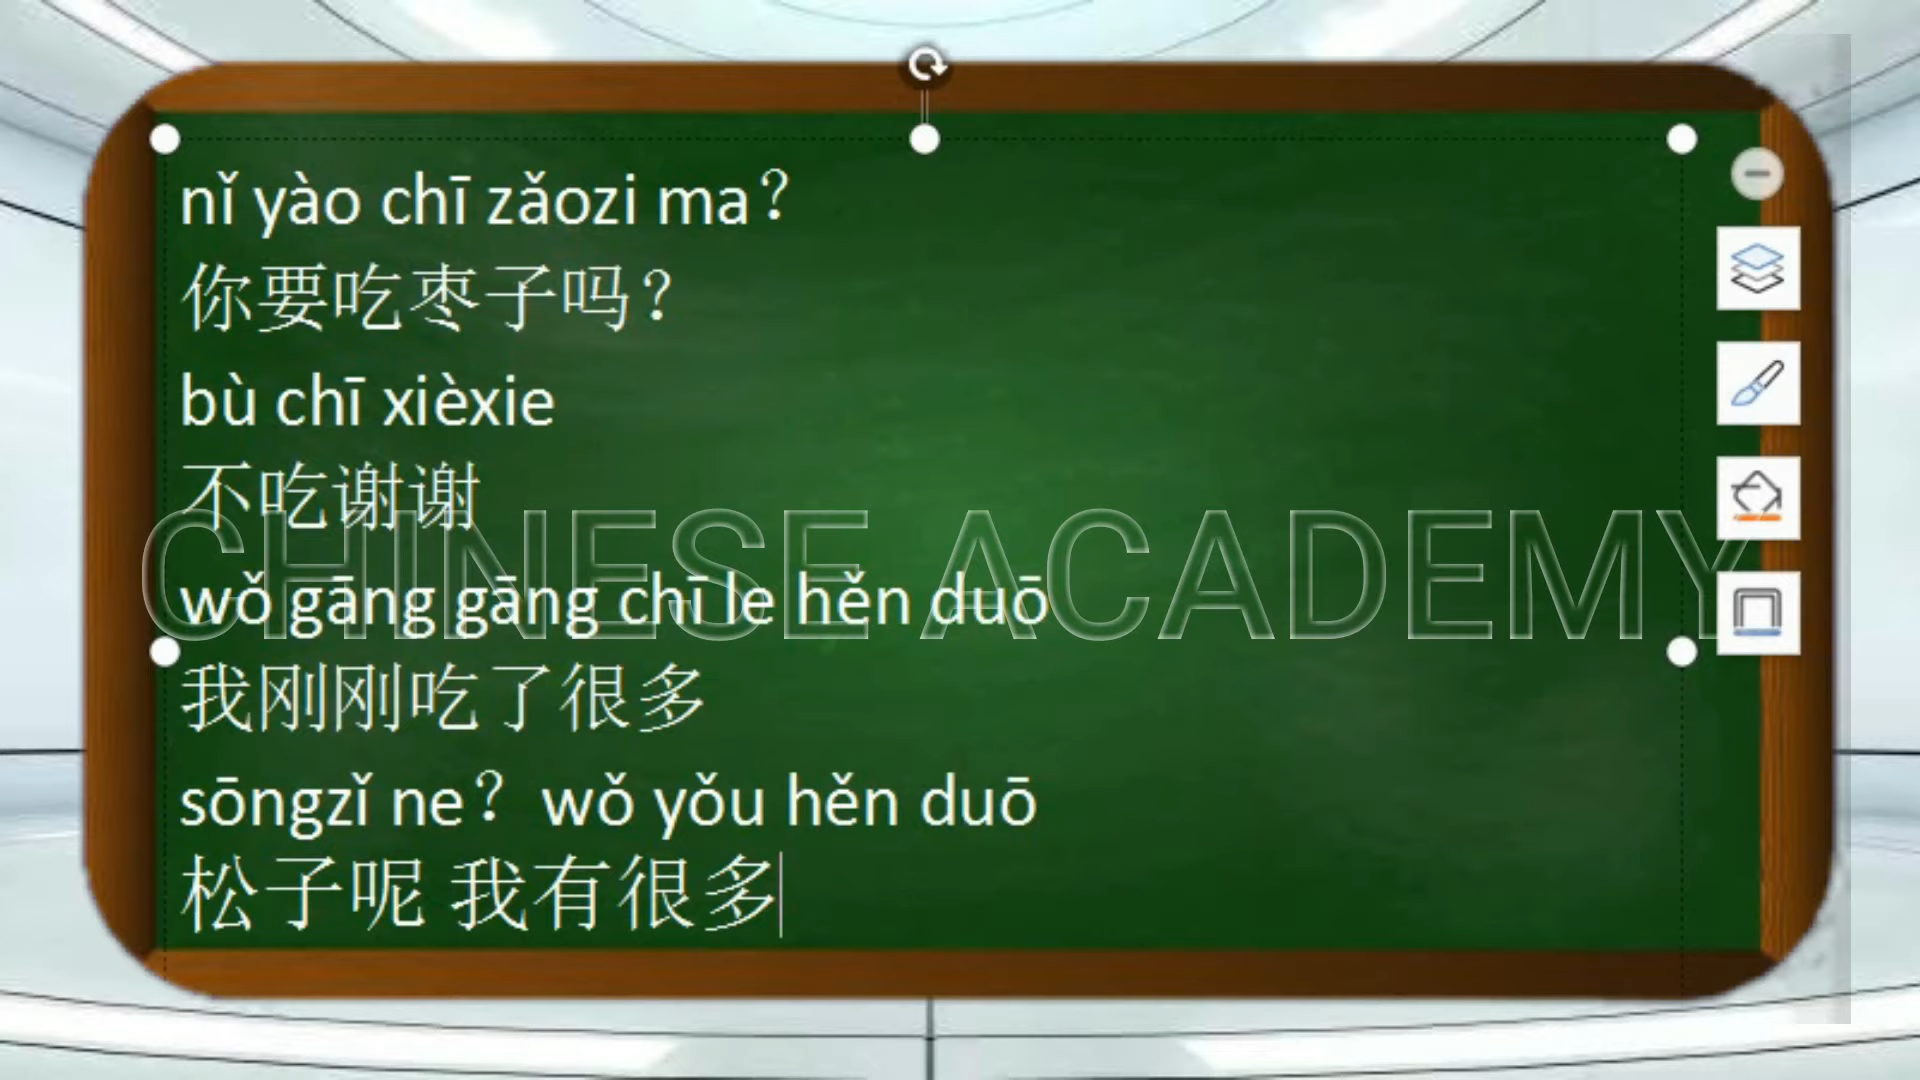 nǐ yào chī zǎozi ma？
你要吃枣子吗？
bù chī xièxie
不吃谢谢
CHINESE ACADEMY
wǒ gāng gāng chī le hěn duō
我刚刚吃了很多
sōngzǐ ne？wǒ yǒu hěn duō
松子呢 我有很多